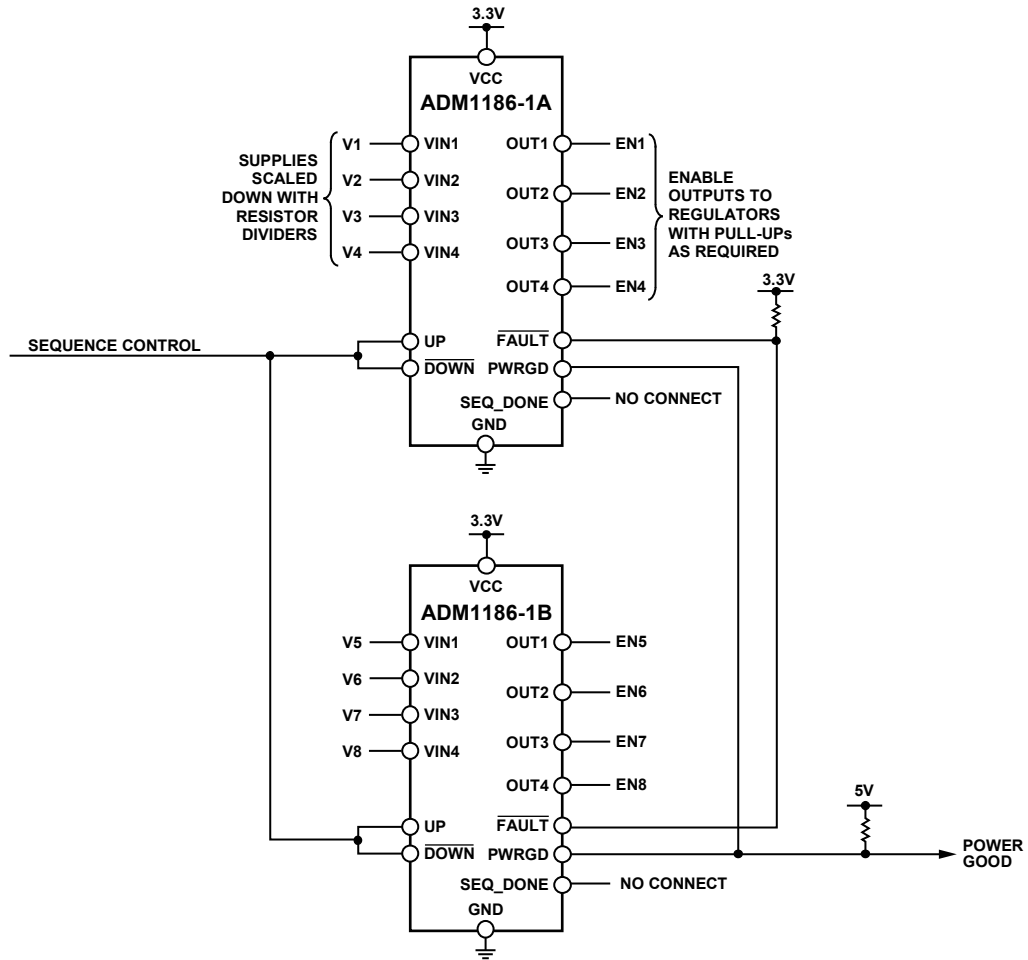 3.3V
VCC
ADM1186-1A
SUPPLIES
SCALED
DOWN WITH
RESISTOR
DIVIDERS
V1
V2
V3
V4
VIN1
VIN2
VIN3
VIN4
OUT1
OUT2
OUT3
OUT4
EN1
EN2
EN3
EN4
ENABLE
OUTPUTS TO
REGULATORS
WITH PULL-UPs
AS REQUIRED
3.3V
SEQUENCE CONTROL
UP
DOWN
FAULT
PWRGD
SEQ_DONE
NO CONNECT
GND
3.3V
VCC
ADM1186-1B
V5
V6
V7
V8
VIN1
VIN2
VIN3
VIN4
OUT1
OUT2
OUT3
OUT4
EN5
EN6
EN7
EN8
5V
UP
DOWN
FAULT
PWRGD
SEQ_DONE
NO CONNECT
POWER
GOOD
GND